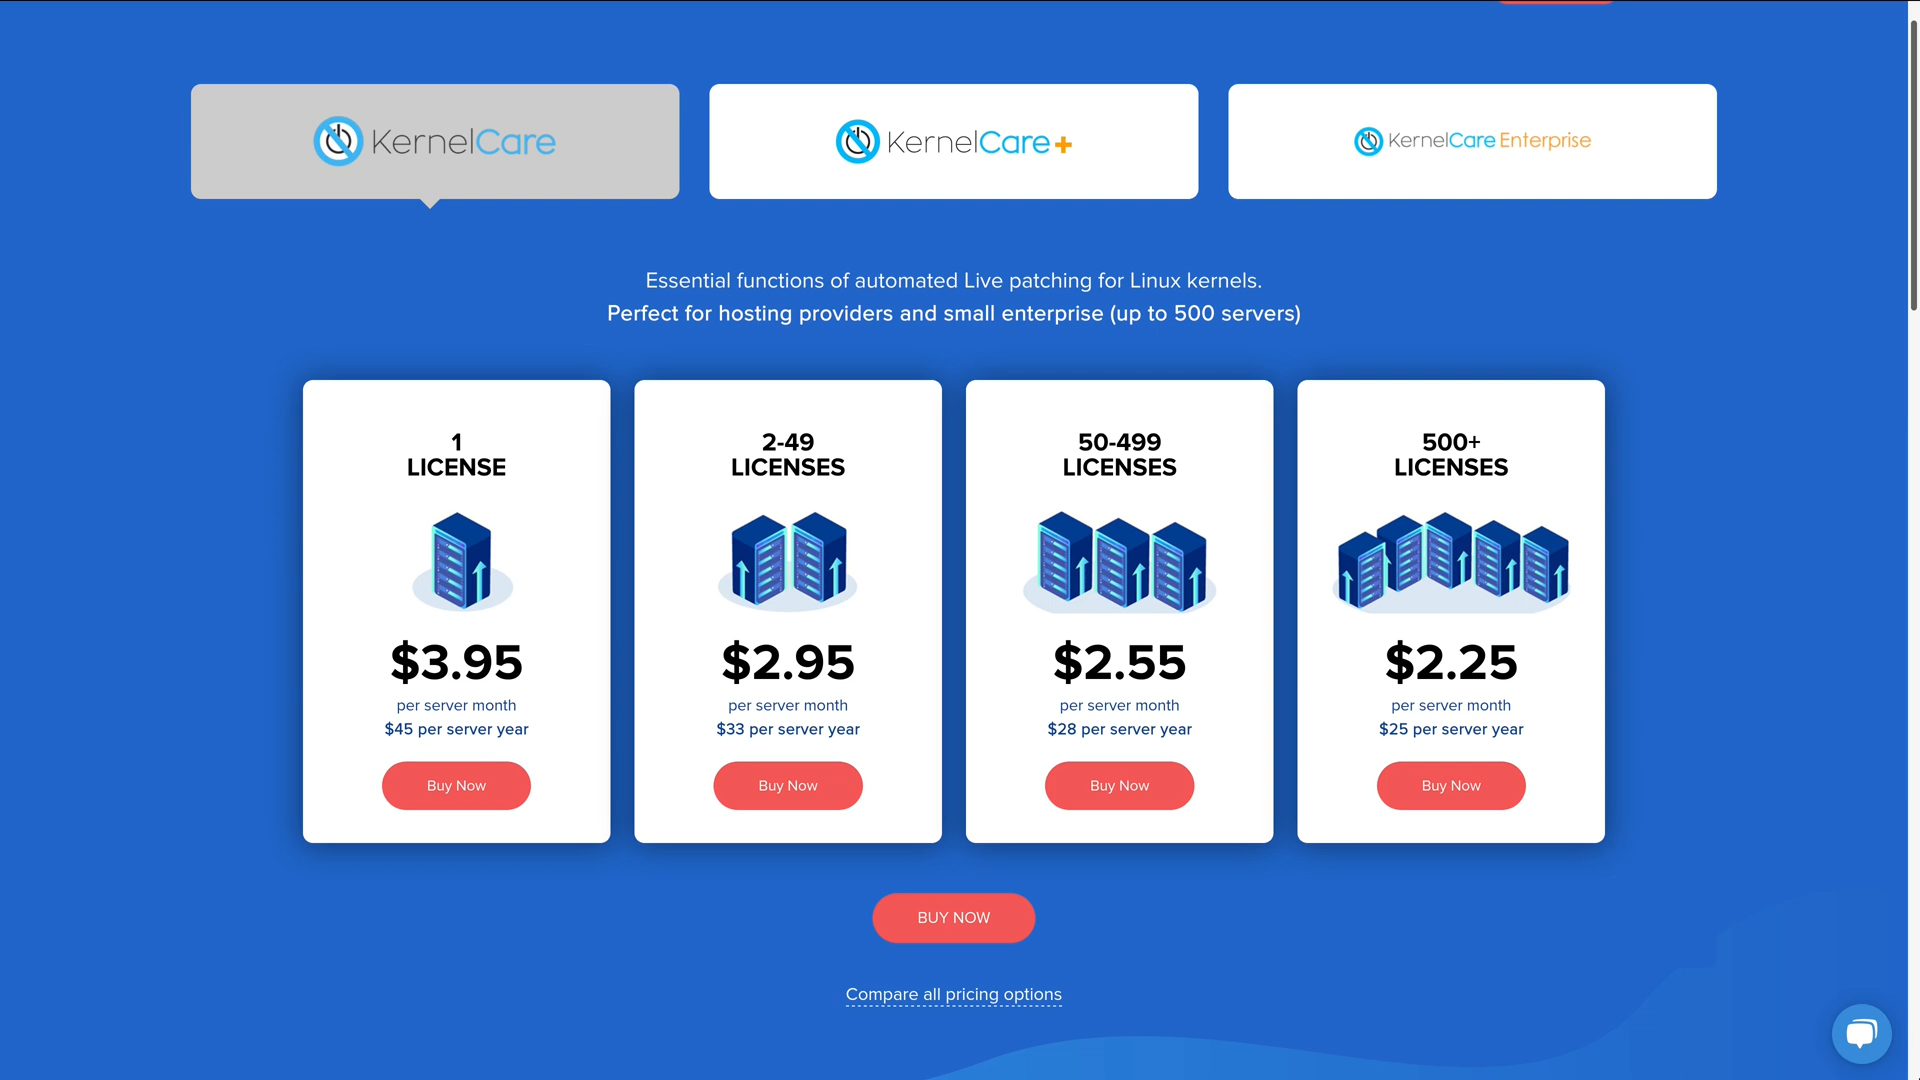 KernelCare
KernelCare+
KernelCare Enterprise
Essential functions of automated Live patching for Linux kernels.
Perfect for hosting providers and small enterprise (up to 500 servers)
1
LICENSE
$3.95
per server month
$45 per server year
Buy Now
2-49
LICENSES
$2.95
per server month
$33 per server year
Buy Now
50-499
LICENSES
$2.55
per server month
$28 per server year
Buy Now
500+
LICENSES
$2.25
per server month
$25 per server year
Buy Now
BUY NOW
Compare all pricing options